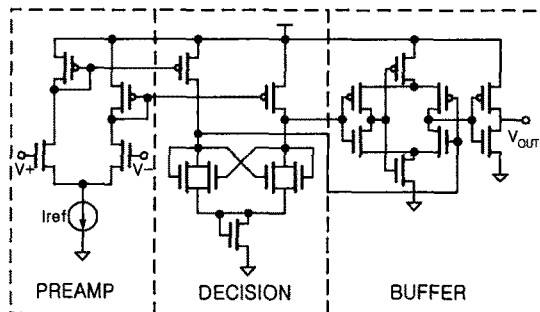 V+
V-
Iref
VOUT
PREAMP
DECISION
BUFFER